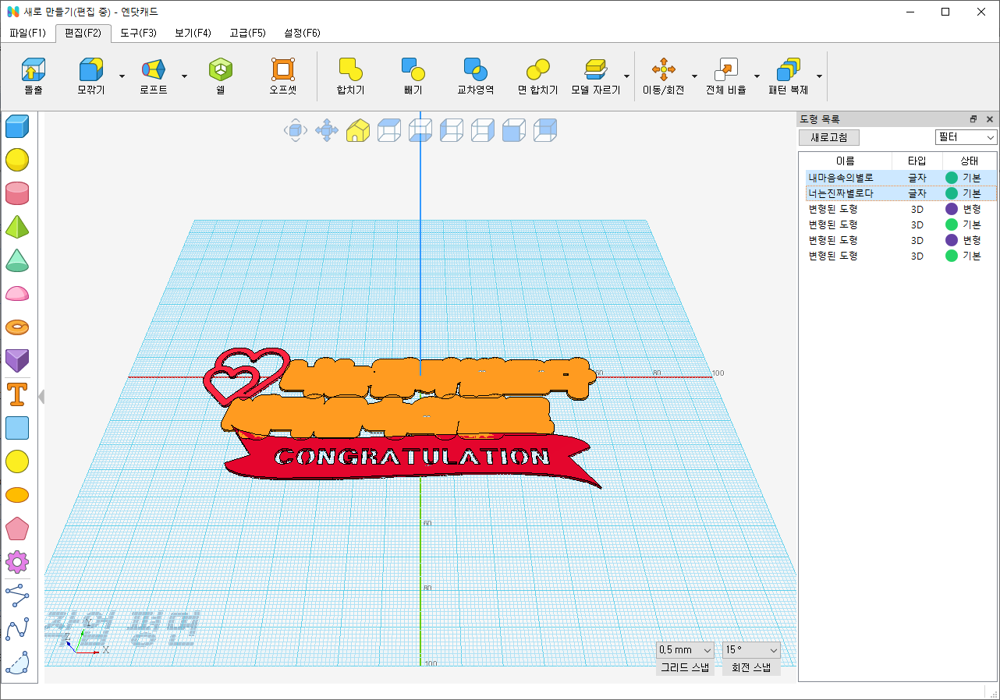 새로 만들기(편집 중) - 엔닷캐드
파일(F1) 편집(F2) 도구(F3) 보기(F4) 고급(F5) 설정(F6)
돌출 모깎기 로프트 쉘 오프셋 합치기 빼기 교차영역 면 합치기 모델 자르기 이동/회전 전체 비율 패턴 복제
도형 목록
새로고침 필터
이름 타입 상태
내마음속의별로 글자 기본
너는진짜별로다 글자 기본
변형된 도형 3D 변형
변형된 도형 3D 기본
변형된 도형 3D 변형
변형된 도형 3D 기본
80 100
CONGRATULATION
60
80
100
작업 평면
Z Y X
0.5 mm 15 °
그리드 스냅 회전 스냅